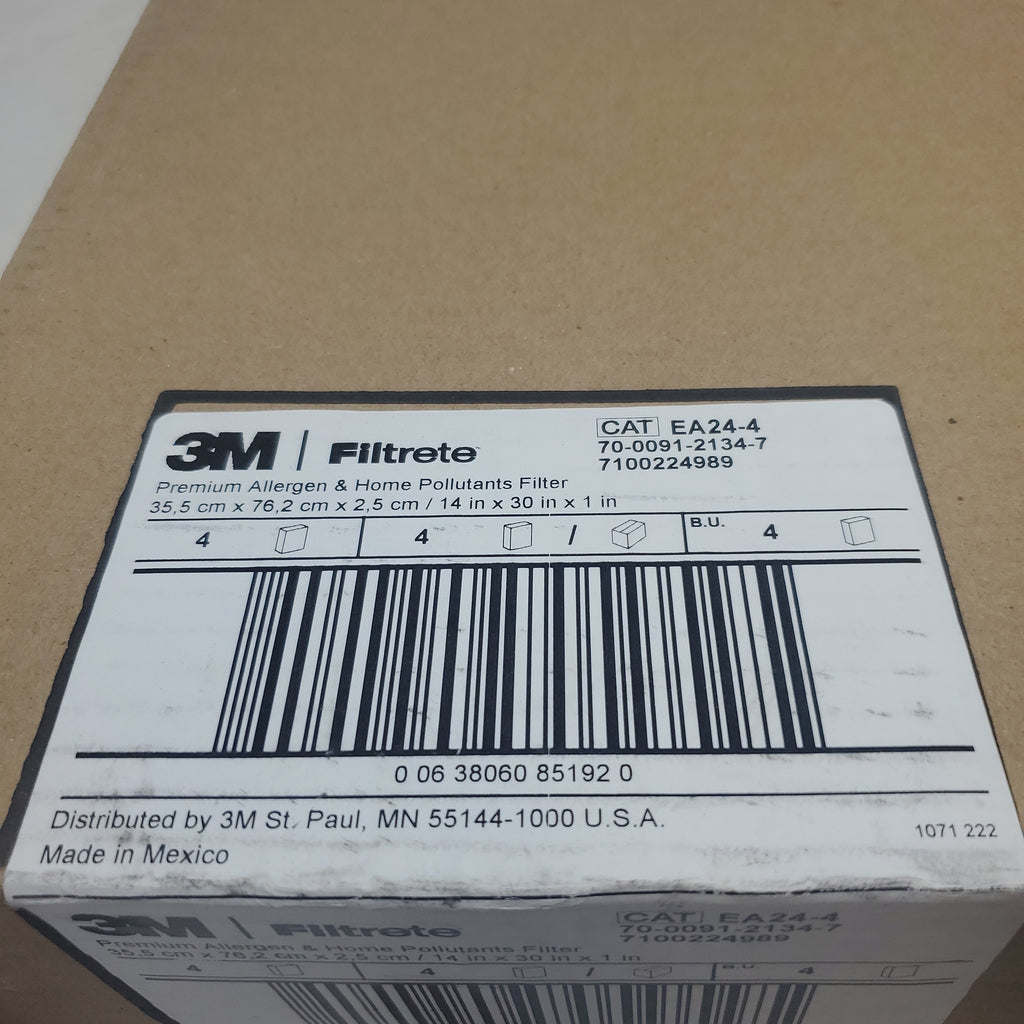 3M | Filtrete
CAT EA24-4
70-0091-2134-7
7100224989
Premium Allergen & Home Pollutants Filter
35,5 cm x 76,2 cm x 2,5 cm / 14 in x 30 in x 1 in
4 4 / B.U. 4
0 06 38060 85192 0
Distributed by 3M St. Paul, MN 55144-1000 U.S.A.
1071 222
Made in Mexico
3M | Filtrete
CAT EA24-4
70-0091-2134-7
7100224989
Premium Allergen & Home Pollutants Filter
35,5 cm x 76,2 cm x 2,5 cm / 14 in x 30 in x 1 in
4 4 / B.U. 4